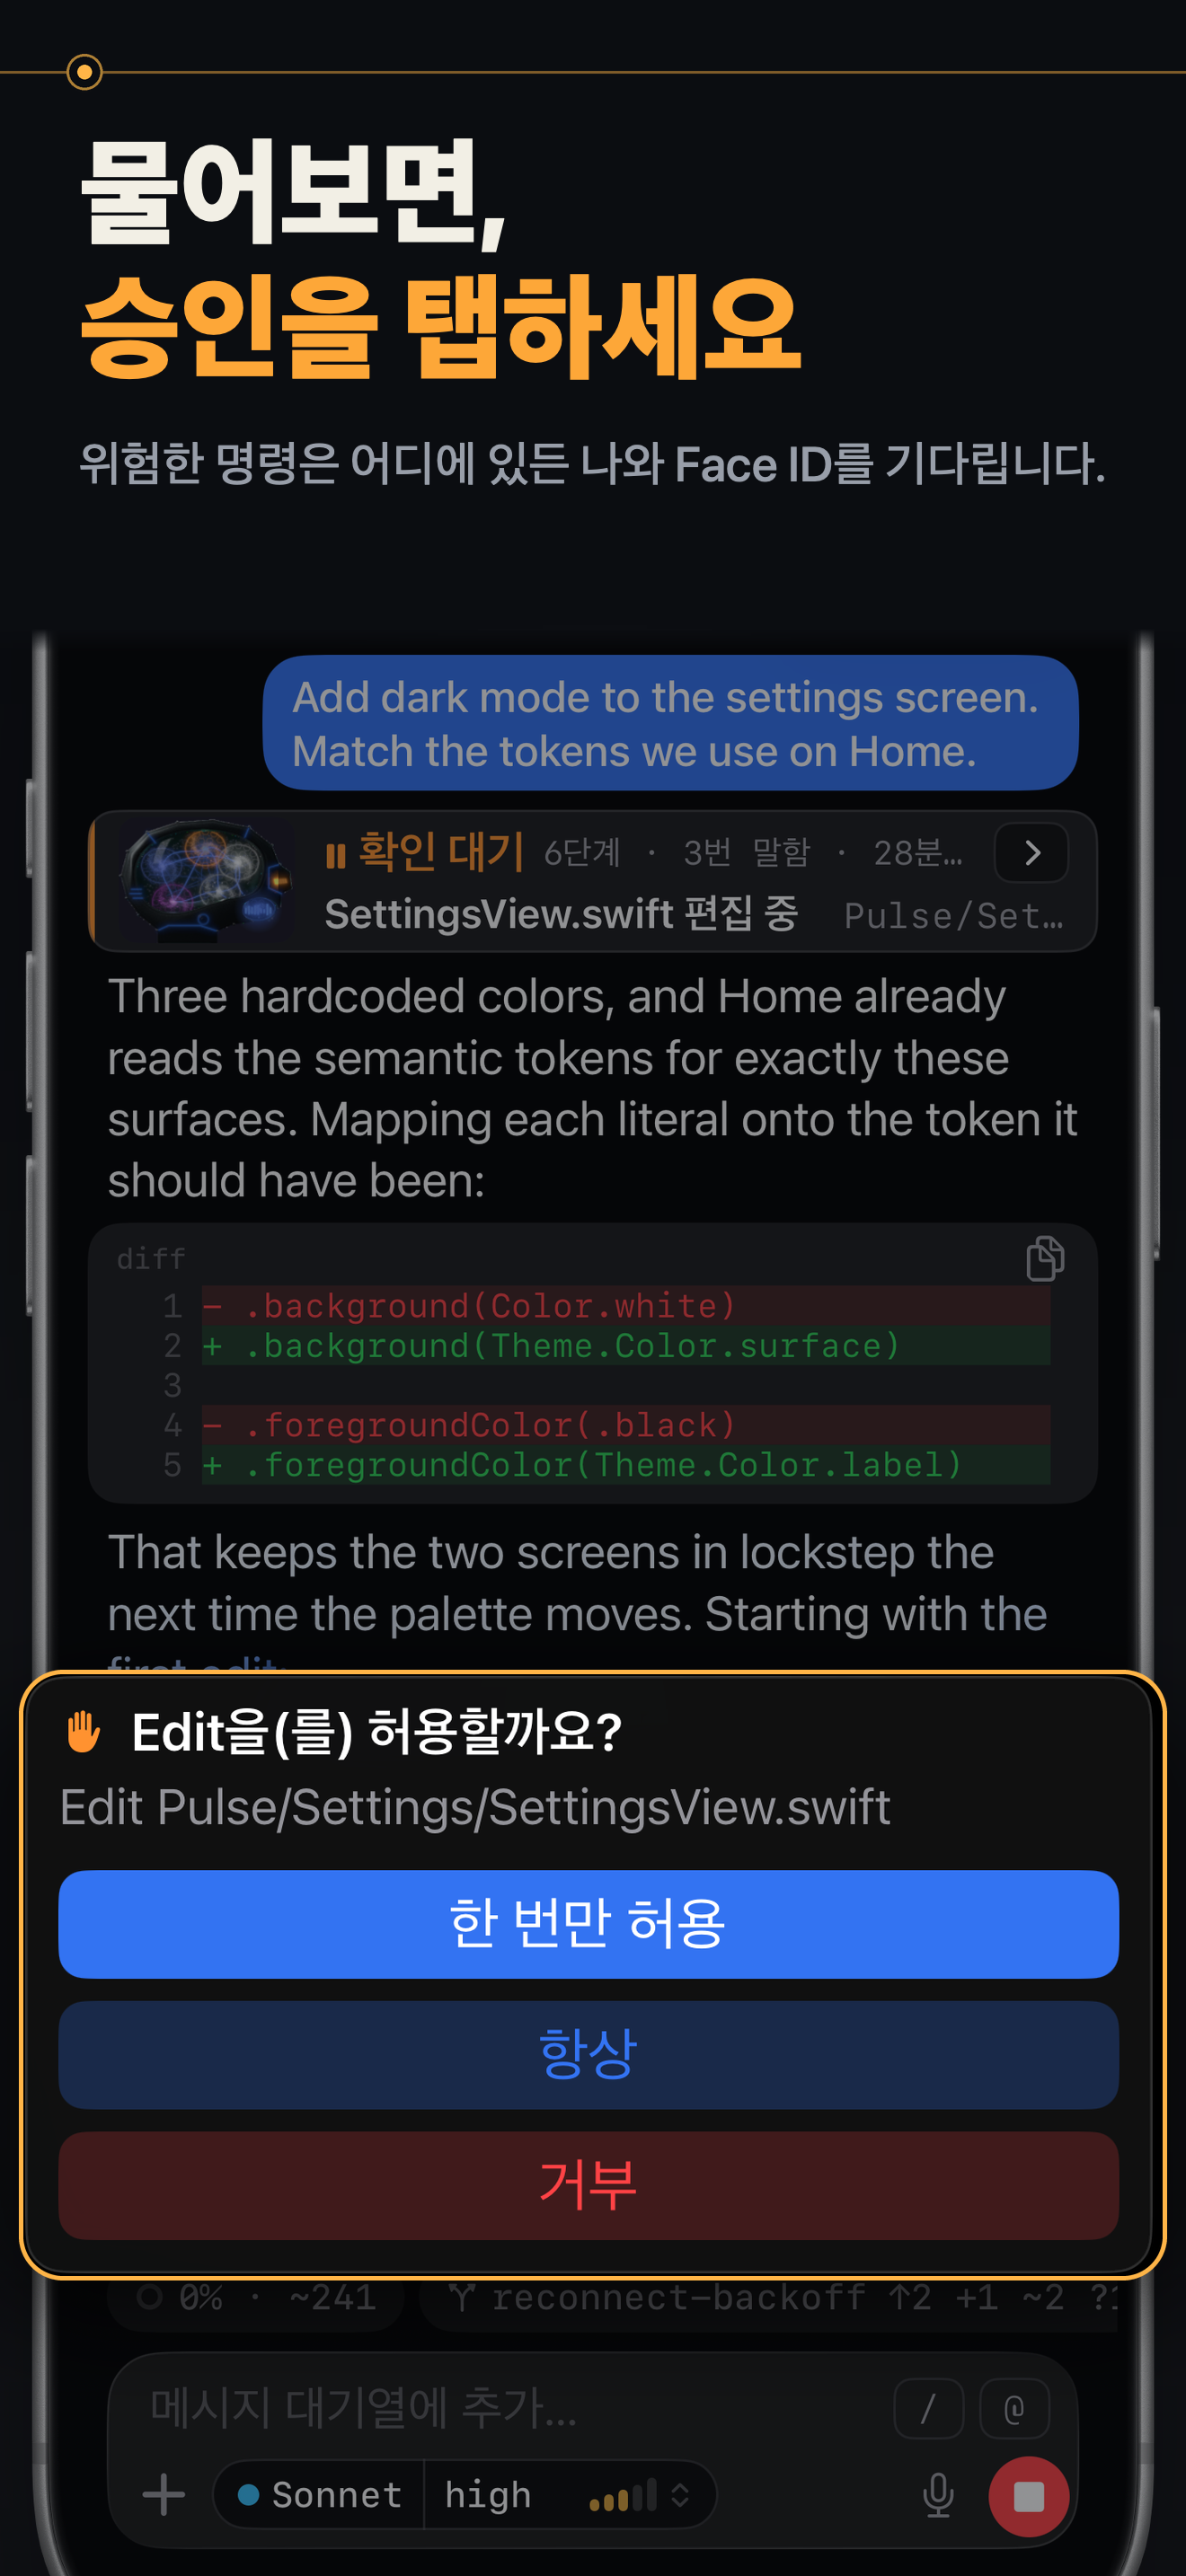 물어보면,
승인을 탭하세요
위험한 명령은 어디에 있든 나와 Face ID를 기다립니다.
Add dark mode to the settings screen.
Match the tokens we use on Home.
확인 대기 6단계 · 3번 말함 · 28분…
SettingsView.swift 편집 중 Pulse/Set…
Three hardcoded colors, and Home already
reads the semantic tokens for exactly these
surfaces. Mapping each literal onto the token it
should have been:
diff
1 - .background(Color.white)
2 + .background(Theme.Color.surface)
3
4 - .foregroundColor(.black)
5 + .foregroundColor(Theme.Color.label)
That keeps the two screens in lockstep the
next time the palette moves. Starting with the
first edit:
Edit을(를) 허용할까요?
Edit Pulse/Settings/SettingsView.swift
한 번만 허용
항상
거부
0% · ~241 reconnect-backoff ↑2 +1 ~2 ?1
메시지 대기열에 추가... / @
Sonnet high